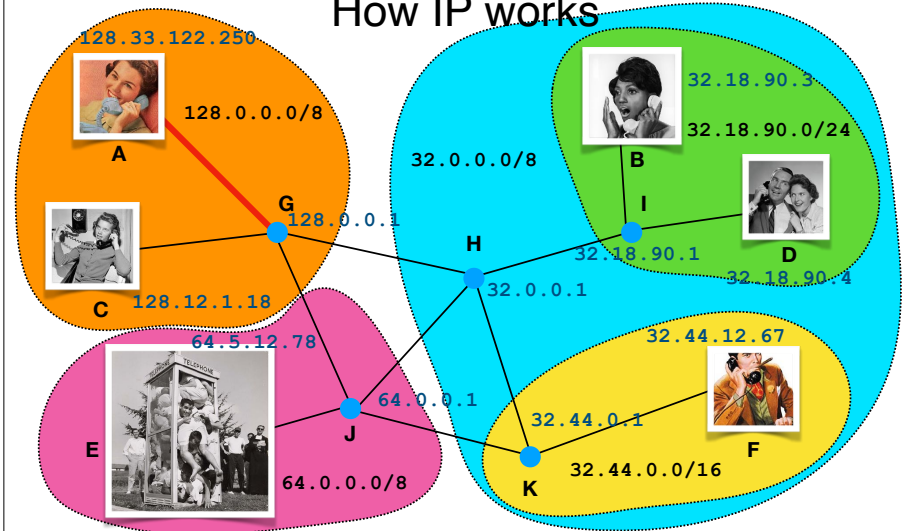 How IP works
128.33.122.250
128.0.0.0/8
A
32.18.90.3
32.18.90.0/24
B
32.0.0.0/8
G
128.0.0.1
I
32.18.90.1
D
32.18.90.4
H
32.0.0.1
C
128.12.1.18
64.5.12.78
TELEPHONE
TELEPHONE
E
J
64.0.0.1
64.0.0.0/8
32.44.12.67
32.44.0.1
F
32.44.0.0/16
K